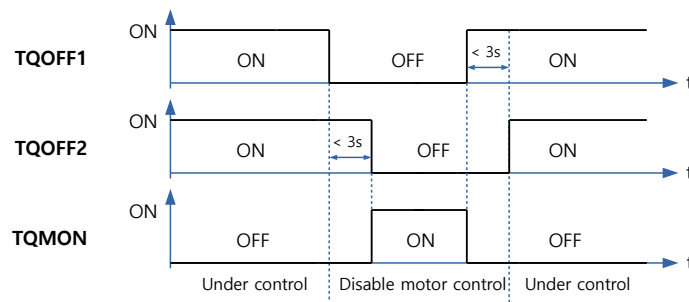 ON
TQOFF1
ON
OFF
< 3s
ON
t
ON
TQOFF2
ON
< 3s
OFF
ON
t
ON
TQMON
OFF
ON
OFF
t
Under control
Disable motor control
Under control